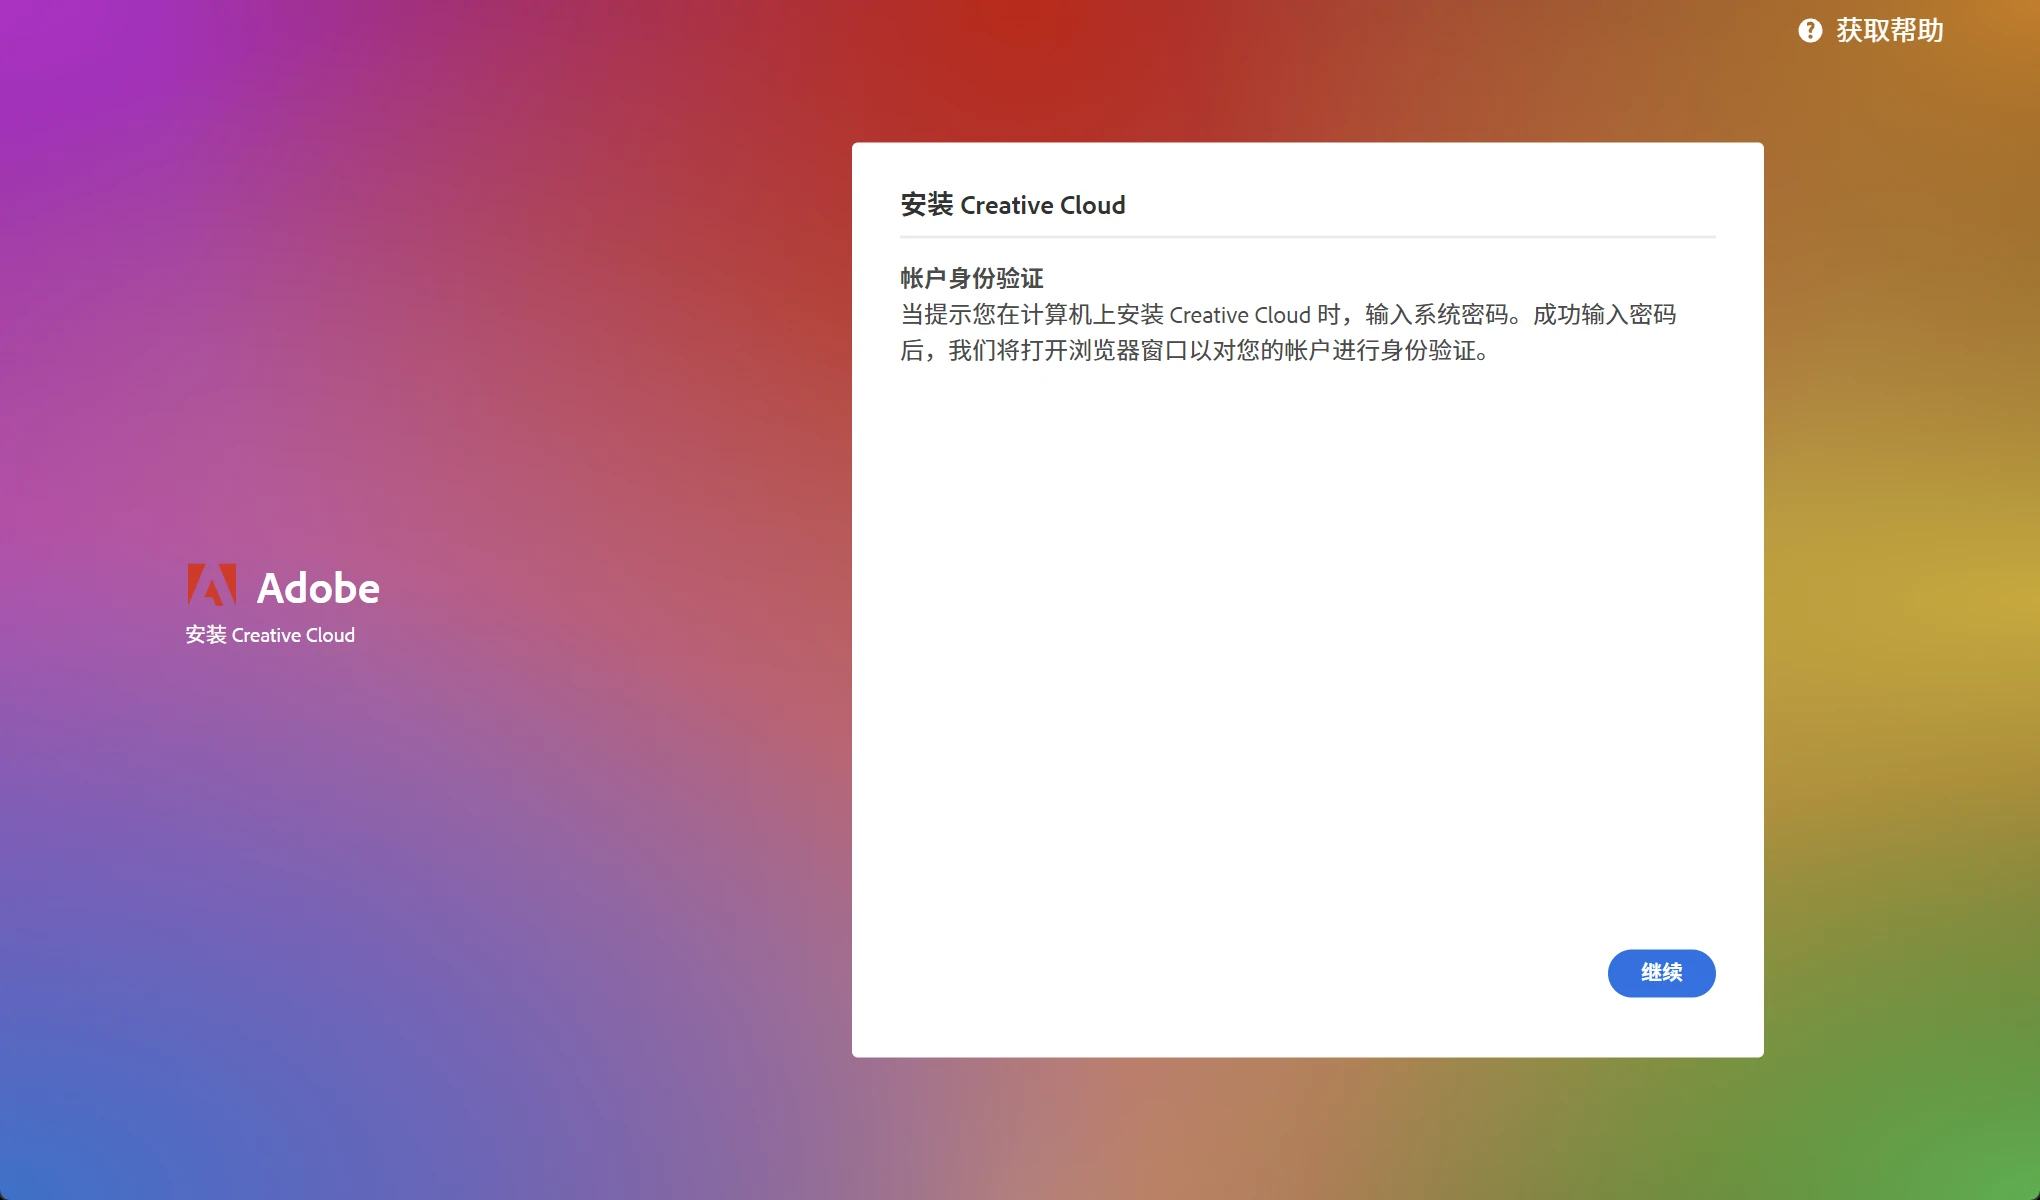 获取帮助
安装 Creative Cloud
帐户身份验证
当提示您在计算机上安装 Creative Cloud 时，输入系统密码。成功输入密码
后，我们将打开浏览器窗口以对您的帐户进行身份验证。
Adobe
安装 Creative Cloud
继续